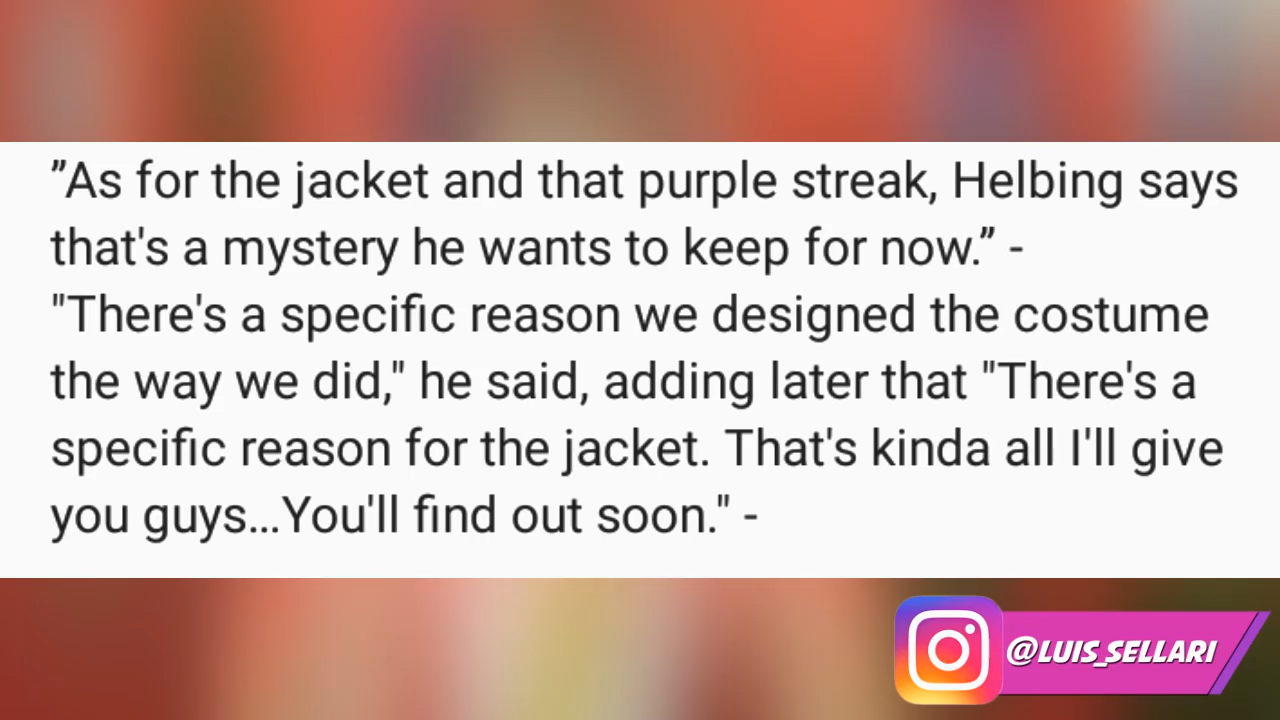 ”As for the jacket and that purple streak, Helbing says
that's a mystery he wants to keep for now.” -
"There's a specific reason we designed the costume
the way we did," he said, adding later that "There's a
specific reason for the jacket. That's kinda all I'll give
you guys...You'll find out soon." -
@LUIS_SELLARI